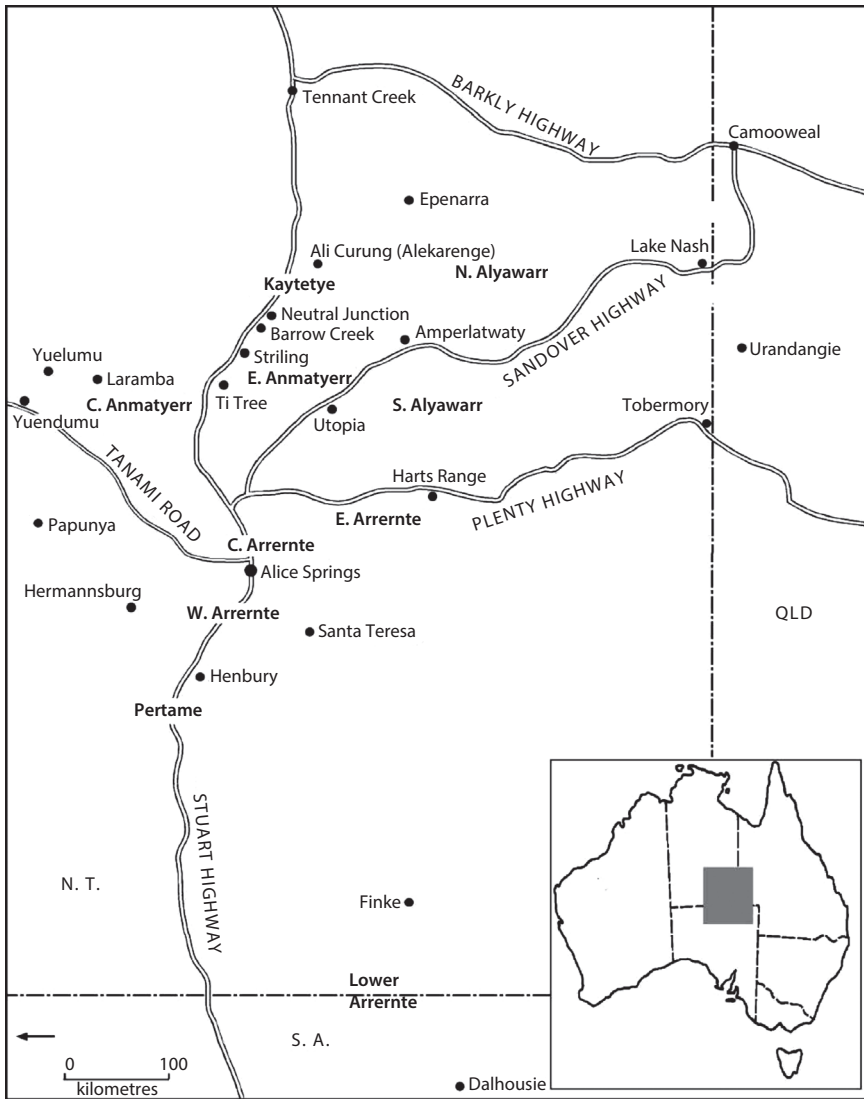 BARKLY HIGHWAY
Tennant Creek
Camooweal
Epenarra
Ali Curung (Alekarenge)
Lake Nash
N. Alyawarr
Kaytetye
Neutral Junction
Barrow Creek
Amperlatwaty
SANDOVER HIGHWAY
Urandangie
Striling
Yuelumu
Laramba
E. Anmatyerr
Ti Tree
C. Anmatyerr
Yuendumu
Utopia
S. Alyawarr
Tobermory
TANAMI ROAD
Harts Range
PLENTY HIGHWAY
E. Arrernte
Papunya
C. Arrernte
Alice Springs
Hermannsburg
W. Arrernte
QLD
Santa Teresa
Henbury
Pertame
STUART HIGHWAY
N. T.
Finke
Lower
Arrernte
S. A.
0 100
kilometres
Dalhousie